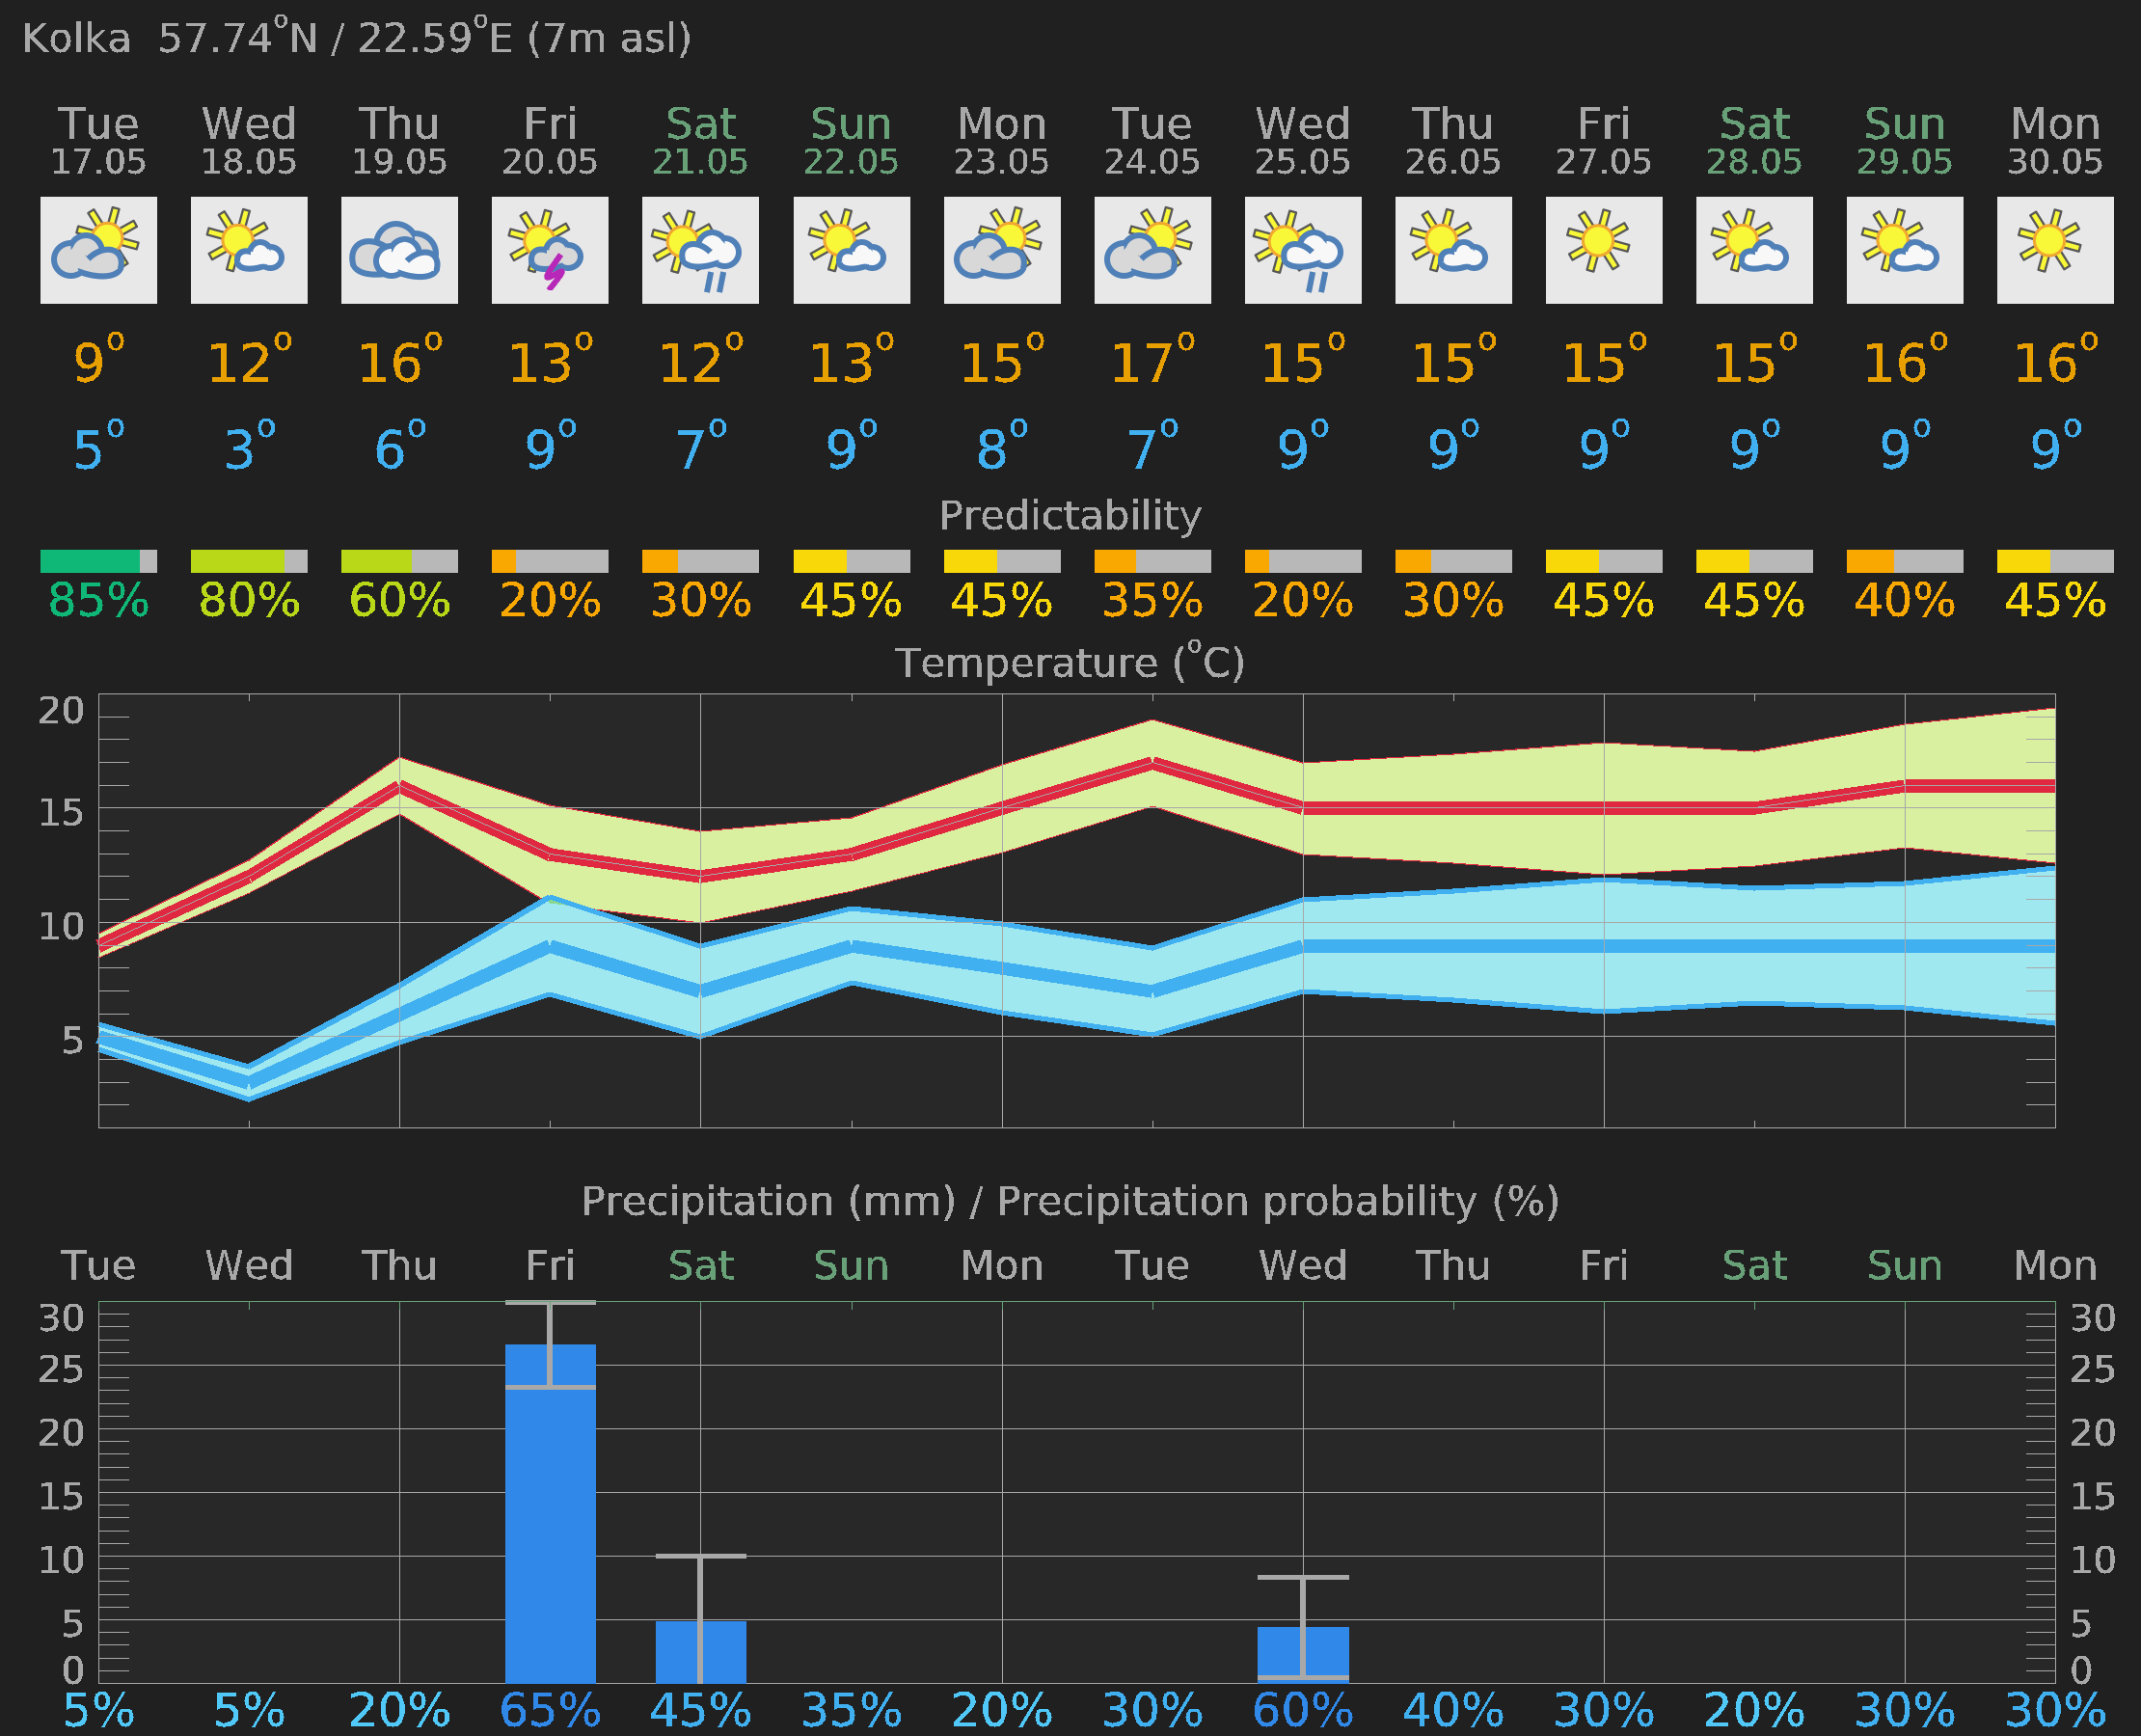 Kolka 57.74°N / 22.59°E (7m asl)
Tue Wed Thu Fri Sat Sun Mon Tue Wed Thu Fri Sat Sun Mon
17.05 18.05 19.05 20.05 21.05 22.05 23.05 24.05 25.05 26.05 27.05 28.05 29.05 30.05
9° 12° 16° 13° 12° 13° 15° 17° 15° 15° 15° 15° 16° 16°
5° 3° 6° 9° 7° 9° 8° 7° 9° 9° 9° 9° 9° 9°
Predictability
85% 80% 60% 20% 30% 45% 45% 35% 20% 30% 45% 45% 40% 45%
Temperature (°C)
20
15
10
5
Precipitation (mm) / Precipitation probability (%)
Tue Wed Thu Fri Sat Sun Mon Tue Wed Thu Fri Sat Sun Mon
30 30
25 25
20 20
15 15
10 10
5 5
0 0
5% 5% 20% 65% 45% 35% 20% 30% 60% 40% 30% 20% 30% 30%